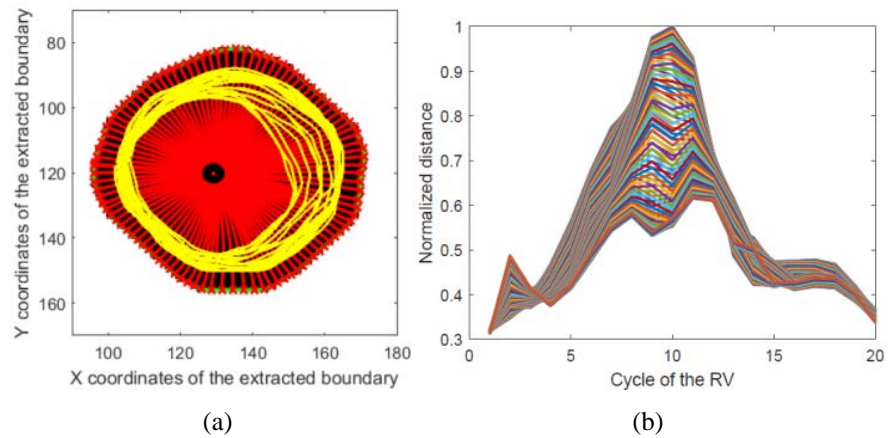 80
100
120
140
160
100 120 140 160 180
Y coordinates of the extracted boundary
X coordinates of the extracted boundary
(a)
1
0.9
0.8
0.7
0.6
0.5
0.4
0.3
0 5 10 15 20
Normalized distance
Cycle of the RV
(b)